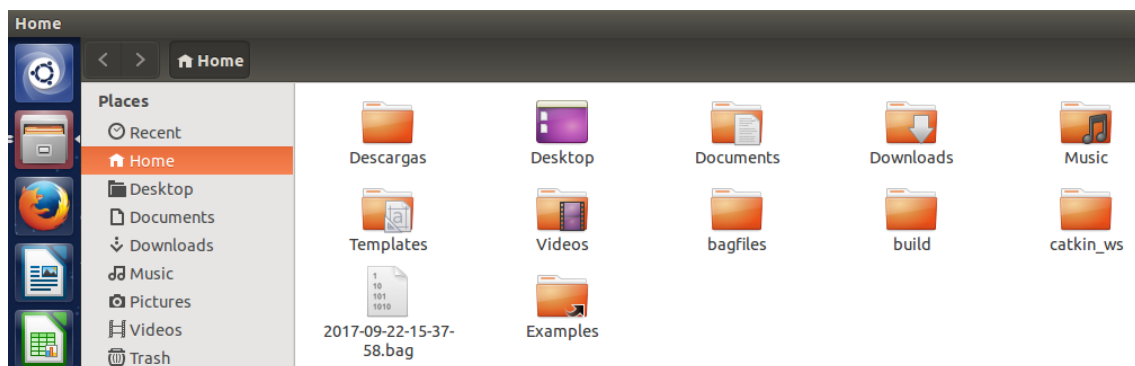 Home
Home
Places
Recent
Home
Desktop
Documents
Downloads
Music
Pictures
Videos
Trash
Descargas
Desktop
Documents
Downloads
Music
Templates
Videos
bagfiles
build
catkin_ws
1
10
101
1010
2017-09-22-15-37-
58.bag
Examples